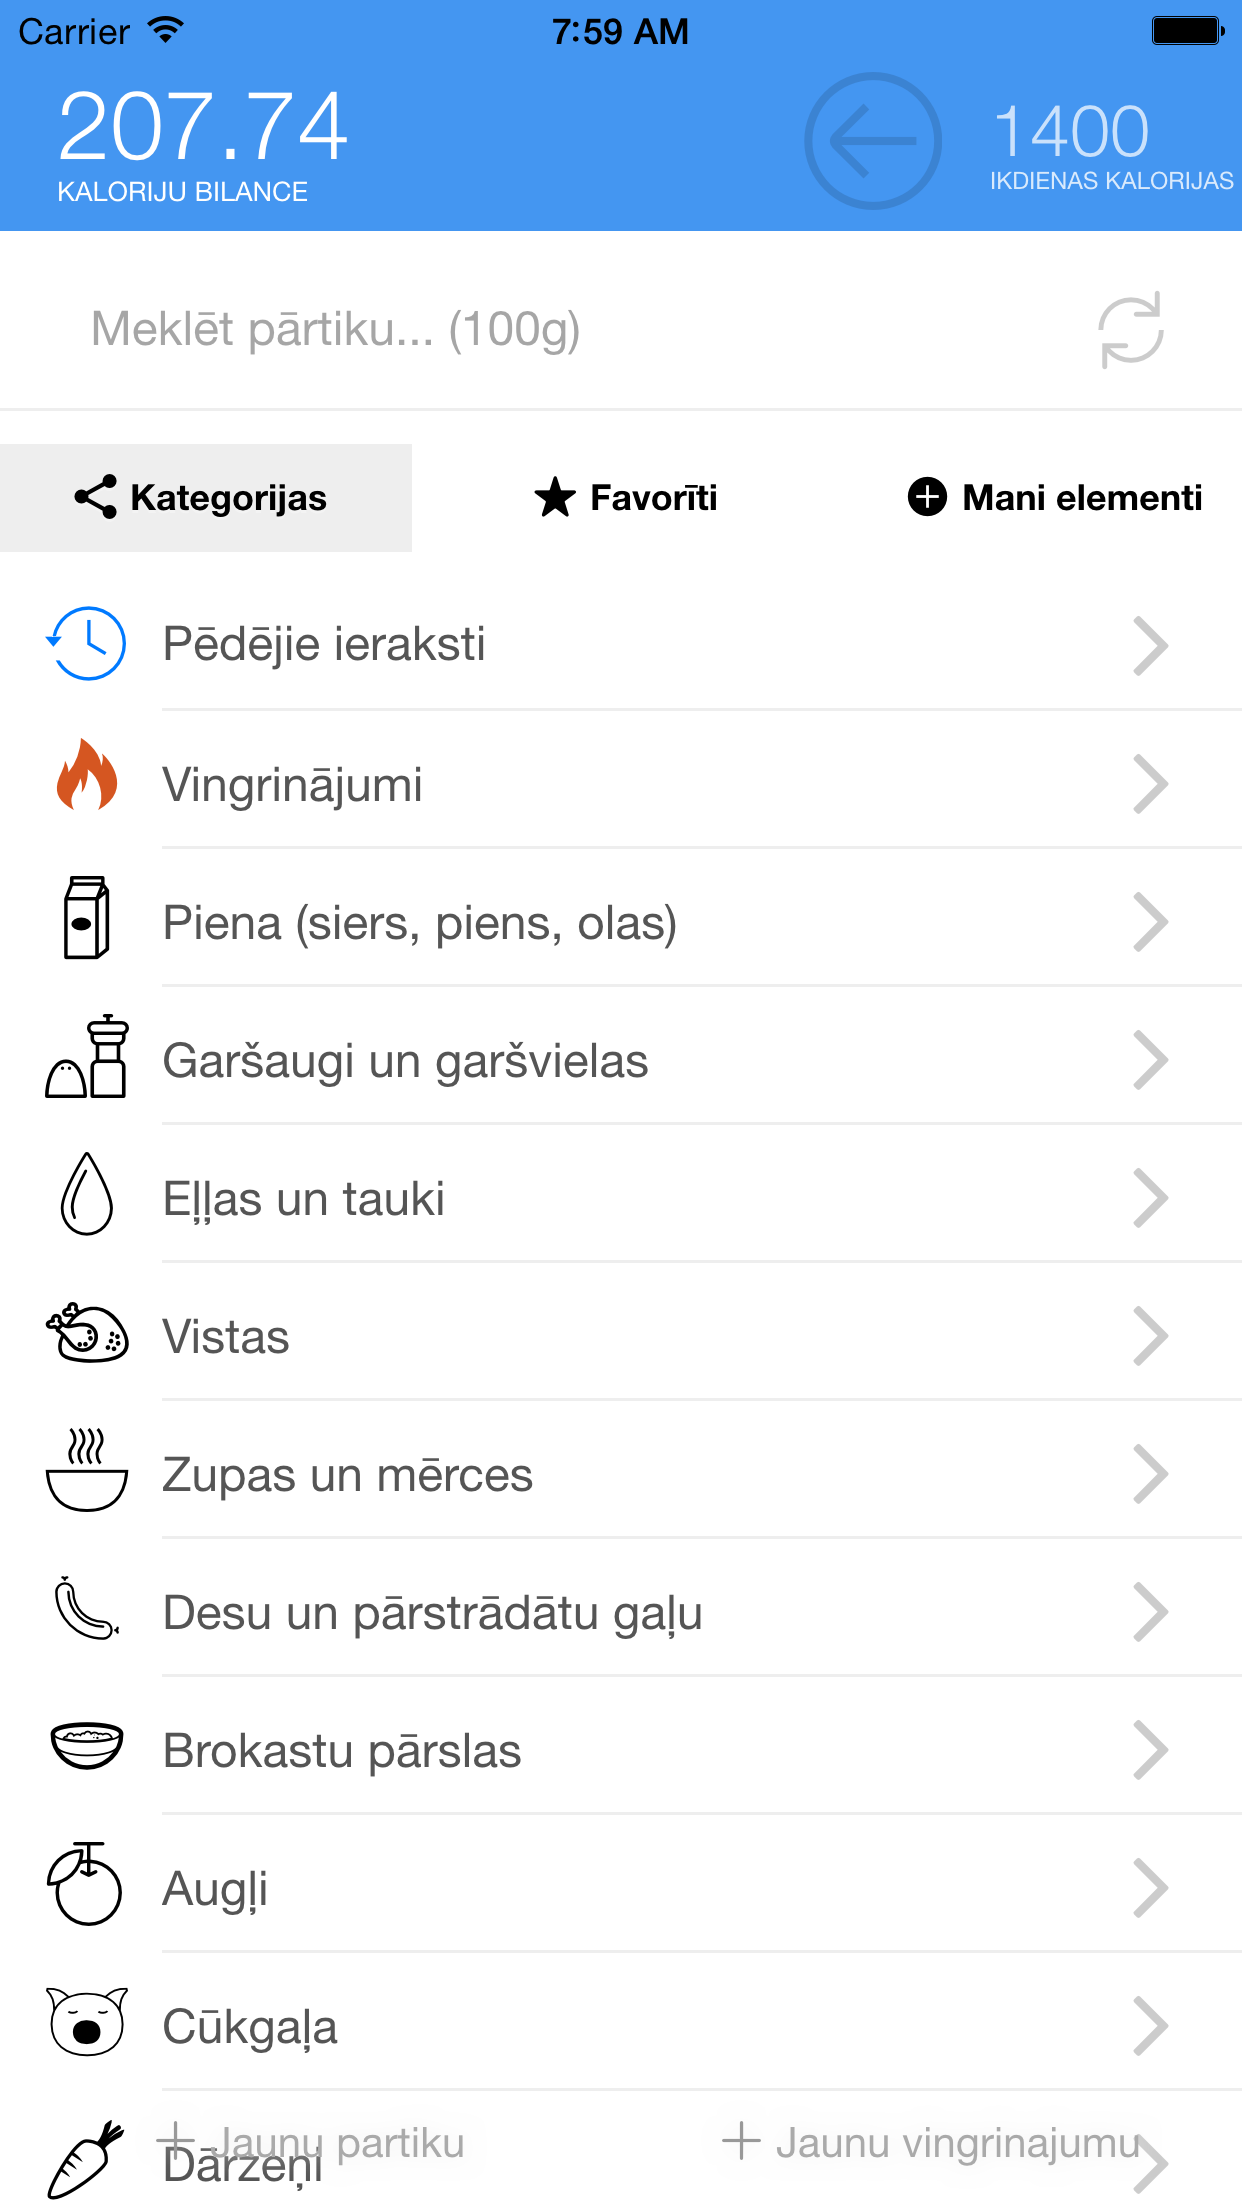 Carrier 7:59 AM
207.74
KALORIJU BILANCE
1400
IKDIENAS KALORIJAS
Meklēt pārtiku... (100g)
Kategorijas Favorīti Mani elementi
Pēdējie ieraksti
Vingrinājumi
Piena (siers, piens, olas)
Garšaugi un garšvielas
Eļļas un tauki
Vistas
Zupas un mērces
Desu un pārstrādātu gaļu
Brokastu pārslas
Augļi
Cūkgaļa
Jaunu partiku Jaunu vingrinajumu
Dārzeņi